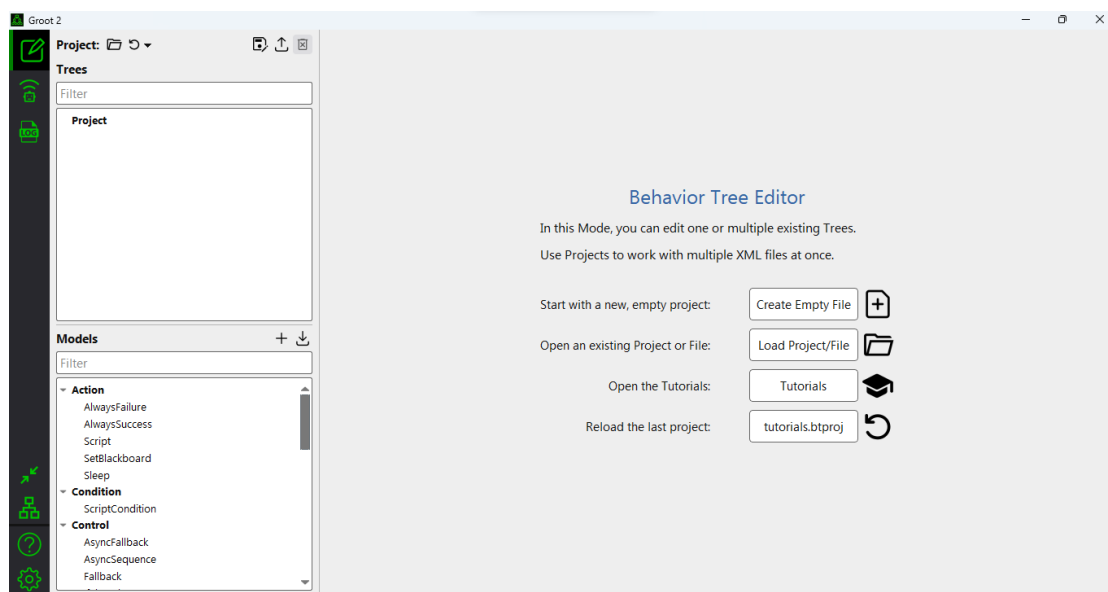 Groot 2
Project:
Trees
Filter
Project
LOG
Models
Filter
Action
AlwaysFailure
AlwaysSuccess
Script
SetBlackboard
Sleep
Condition
ScriptCondition
Control
AsyncFallback
AsyncSequence
Fallback
Behavior Tree Editor
In this Mode, you can edit one or multiple existing Trees.
Use Projects to work with multiple XML files at once.
Start with a new, empty project: Create Empty File
Open an existing Project or File: Load Project/File
Open the Tutorials: Tutorials
Reload the last project: tutorials.btproj